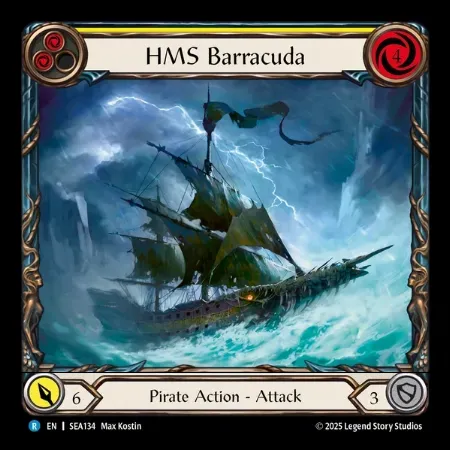 HMS Barracuda
4
6
Pirate Action - Attack
3
R EN | SEA134 Max Kostin
© 2025 Legend Story Studios